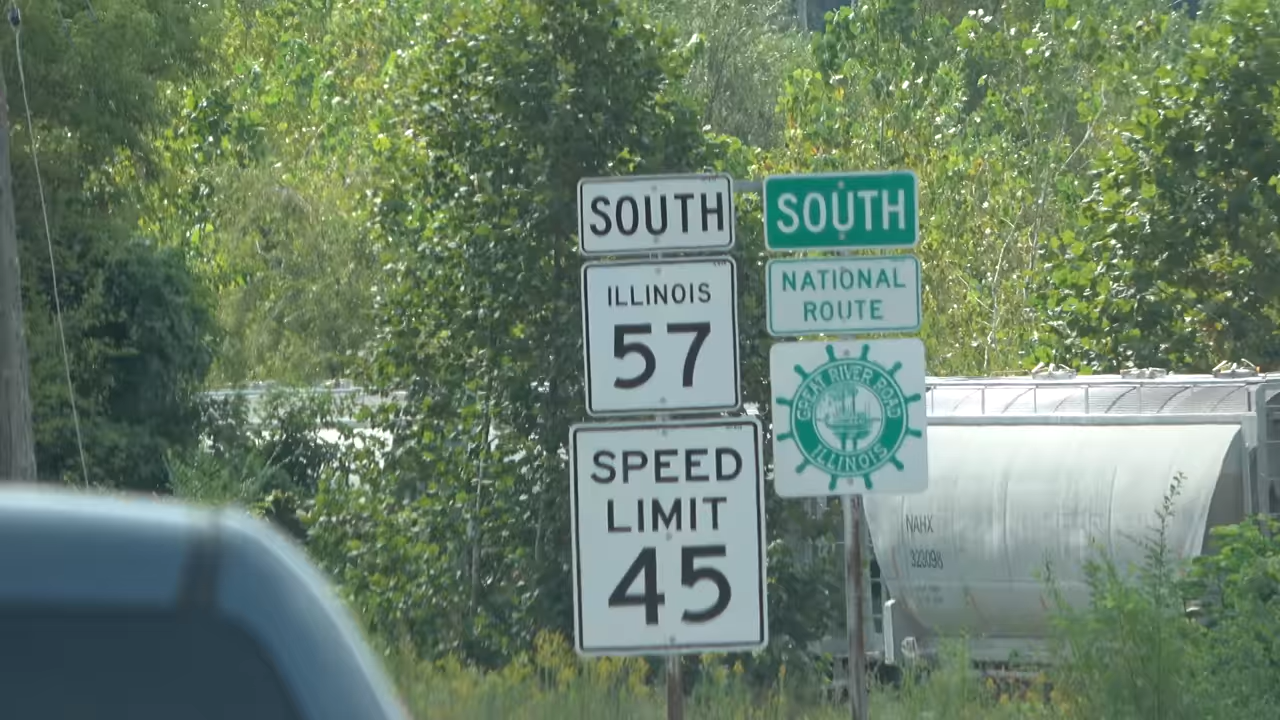 SOUTH
ILLINOIS
57
SPEED
LIMIT
45
SOUTH
NATIONAL
ROUTE
GREAT RIVER ROAD
ILLINOIS
NAHX
323098